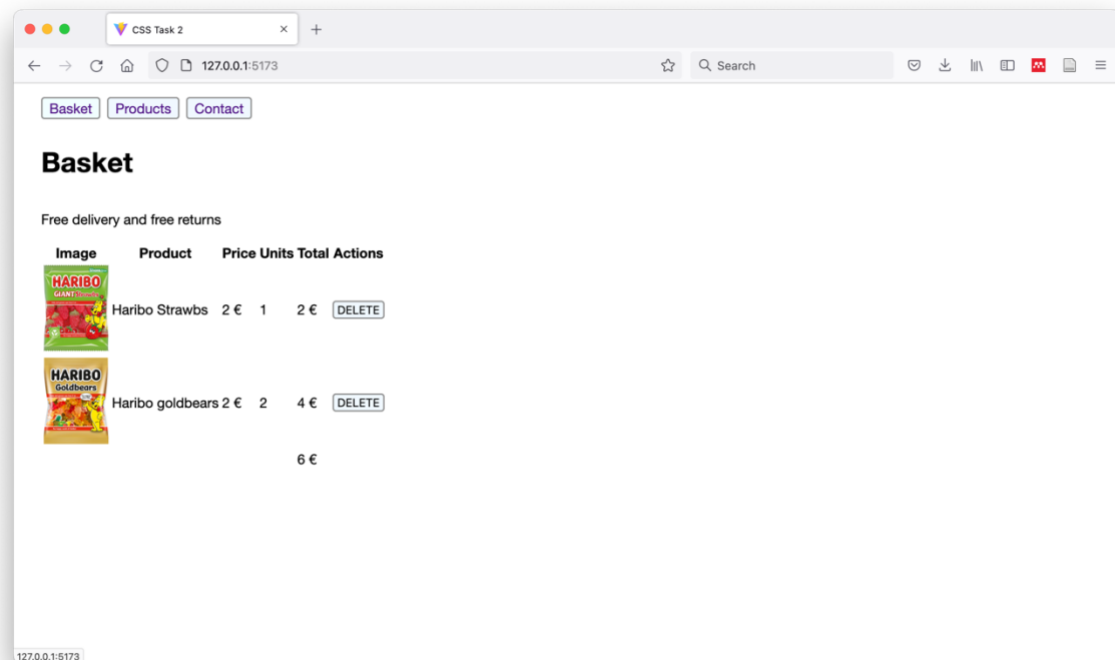 CSS Task 2
127.0.0.1:5173
Search
Basket Products Contact
Basket
Free delivery and free returns
Image Product Price Units Total Actions
HARIBO
GIANT Strawbs
Haribo Strawbs 2 € 1 2 € DELETE
HARIBO
Goldbears
Haribo goldbears 2 € 2 4 € DELETE
6 €
127.0.0.1:5173